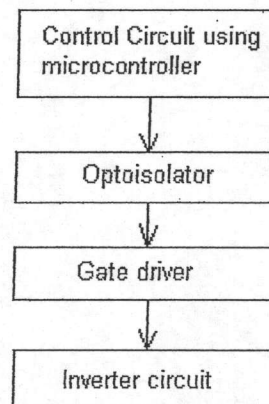 Control Circuit using
microcontroller
Optoisolator
Gate driver
Inverter circuit